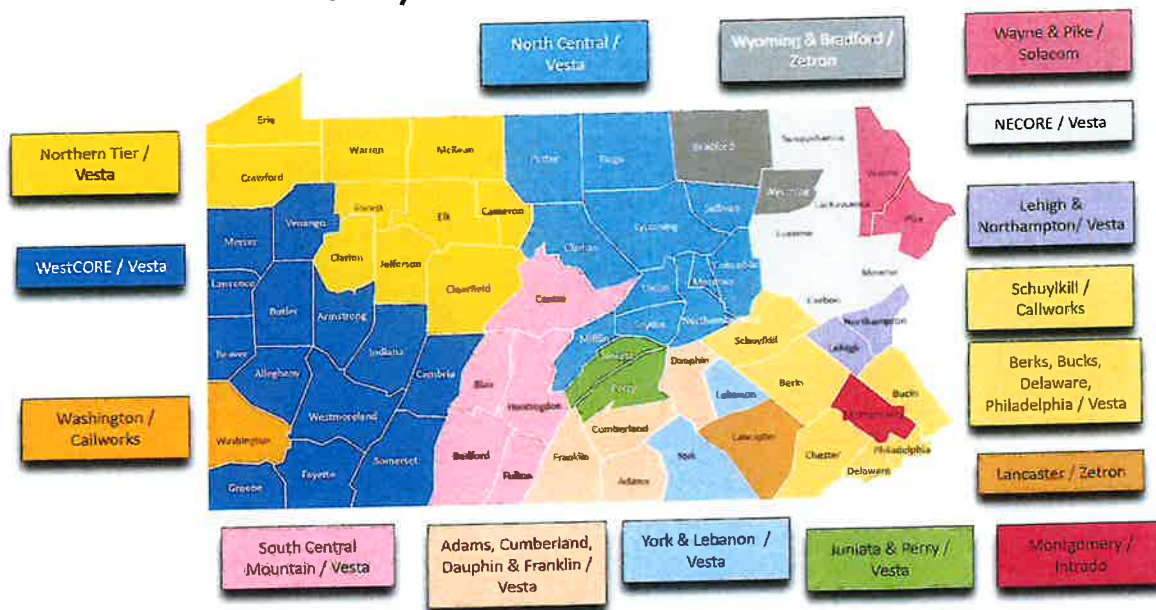 North Central /
Vesta
Wyoming & Bradford /
Zetron
Wayne & Pike /
Solacom
NECORE / Vesta
Northern Tier /
Vesta
WestCORE / Vesta
Washington /
Callworks
Lehigh &
Northampton/ Vesta
Schuylkill /
Callworks
Berks, Bucks,
Delaware,
Philadelphia / Vesta
Lancaster / Zetron
Erie
Crawford
Warren
McKean
Potter
Tioga
Bradford
Susquehanna
Wayne
Wyoming
Lackawanna
Pike
Forest
Elk
Cameron
Sullivan
Mercer
Venango
Clarion
Jefferson
Clearfield
Clinton
Lycoming
Luzerne
Columbia
Monroe
Lawrence
Butler
Armstrong
Centre
Union
Montour
Carbon
Beaver
Indiana
Mifflin
Snyder
Northampton
Schuylkill
Lehigh
Allegheny
Cambria
Blair
Huntingdon
Juniata
Perry
Dauphin
Lebanon
Berks
Bucks
Montgomery
Washington
Westmoreland
Cumberland
Lancaster
Chester
Philadelphia
Delaware
Greene
Fayette
Somerset
Bedford
Fulton
Franklin
Adams
York
South Central
Mountain / Vesta
Adams, Cumberland,
Dauphin & Franklin /
Vesta
York & Lebanon /
Vesta
Juniata & Perry /
Vesta
Montgomery /
Intrado